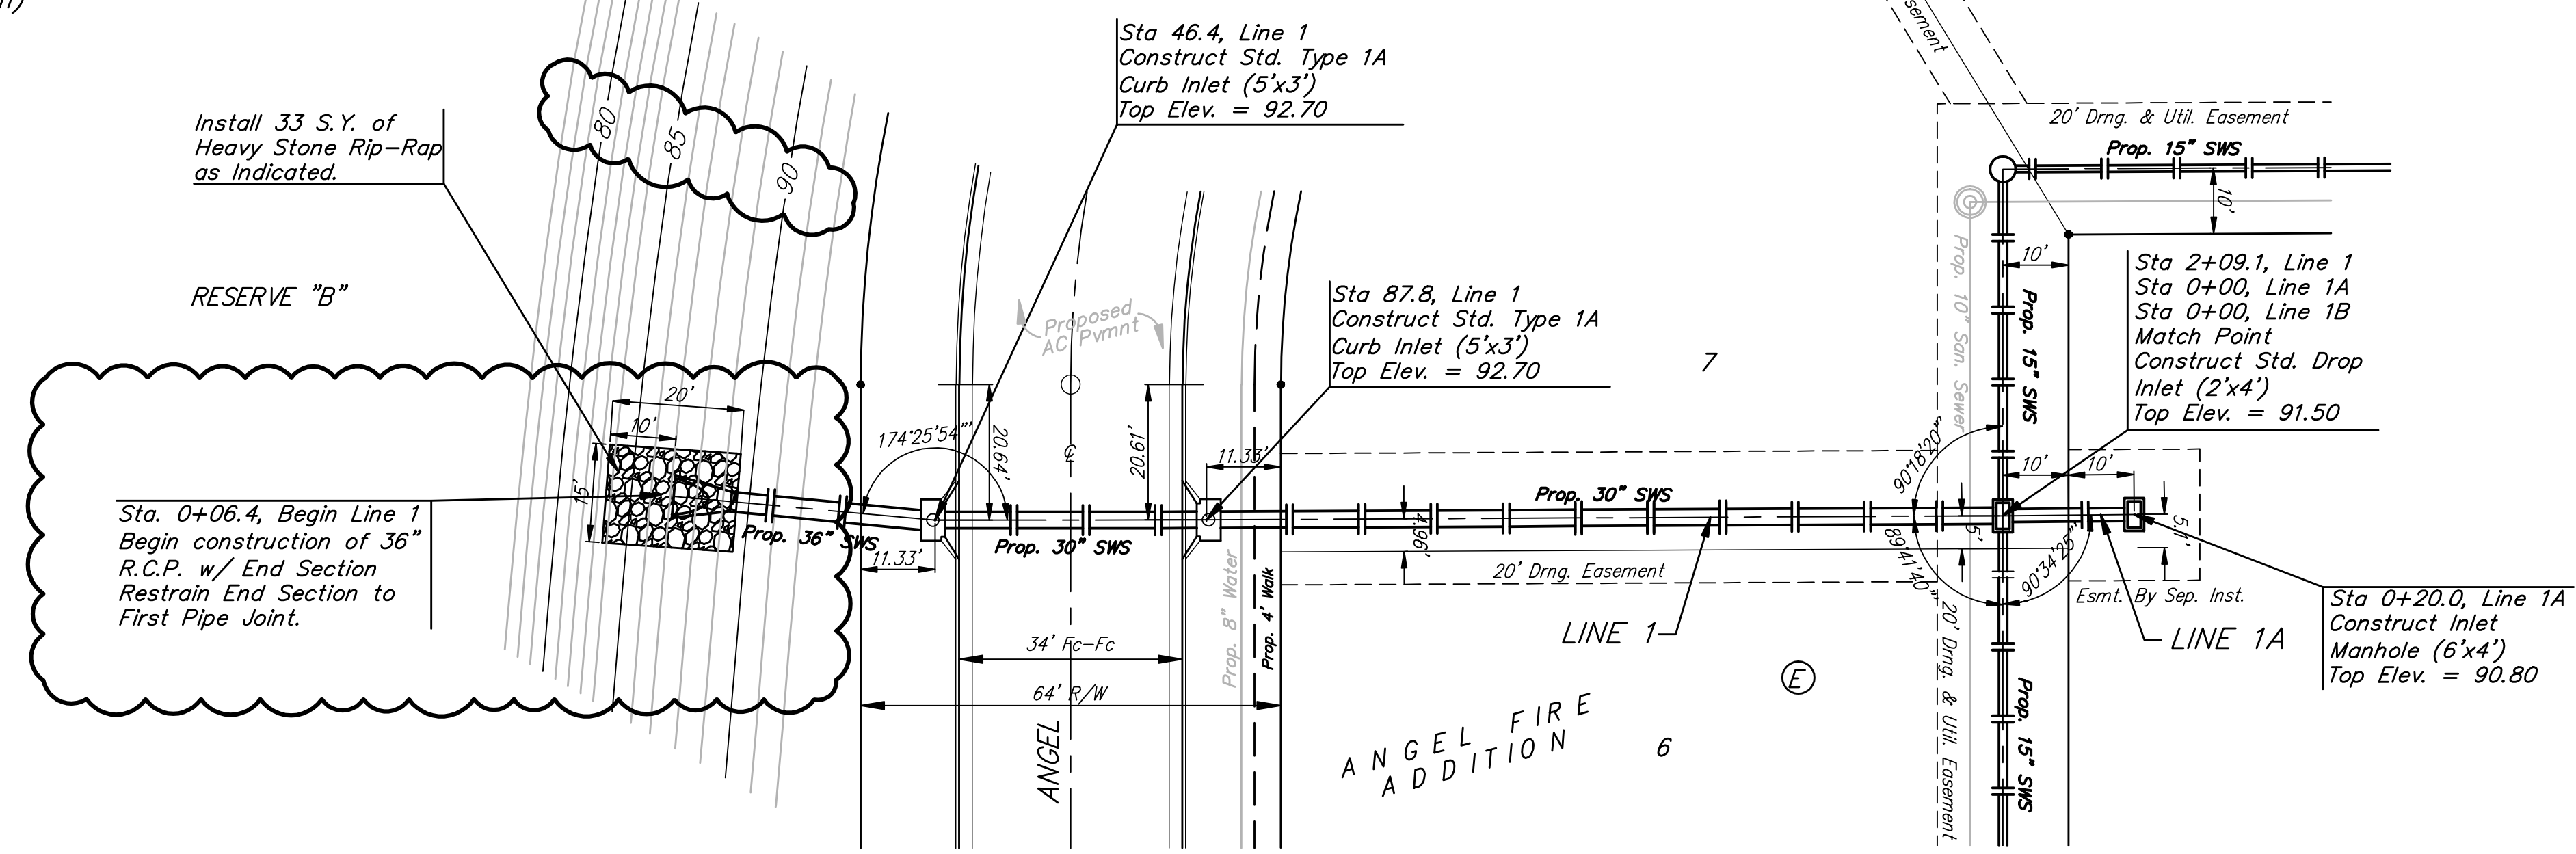 Install 33 S.Y. of
Heavy Stone Rip-Rap
as Indicated.
RESERVE "B"
80
85
90
Sta 46.4, Line 1
Construct Std. Type 1A
Curb Inlet (5'x3')
Top Elev. = 92.70
Proposed
AC Pvmnt
Sta 87.8, Line 1
Construct Std. Type 1A
Curb Inlet (5'x3')
Top Elev. = 92.70
7
20' Drng. & Util. Easement
Prop. 15" SWS
10'
10'
Prop. 10" San. Sewer
Prop. 15" SWS
Sta 2+09.1, Line 1
Sta 0+00, Line 1A
Sta 0+00, Line 1B
Match Point
Construct Std. Drop
Inlet (2'x4')
Top Elev. = 91.50
20'
10'
15'
174°25'54"
20.64'
℄
20.61'
11.33'
90°18'20"
10'
10'
Sta. 0+06.4, Begin Line 1
Begin construction of 36"
R.C.P. w/ End Section
Restrain End Section to
First Pipe Joint.
Prop. 36" SWS
11.33'
Prop. 30" SWS
Prop. 30" SWS
4.96'
5'
5.1'
89°41'40"
90°34'25"
20' Drng. Easement
Esmt. By Sep. Inst.
Prop. 8" Water
Prop. 4' Walk
34' Fc-Fc
64' R/W
ANGEL
LINE 1
LINE 1A
Sta 0+20.0, Line 1A
Construct Inlet
Manhole (6'x4')
Top Elev. = 90.80
E
ANGEL FIRE
ADDITION
6
20' Drng. & Util. Easement
Prop. 15" SWS